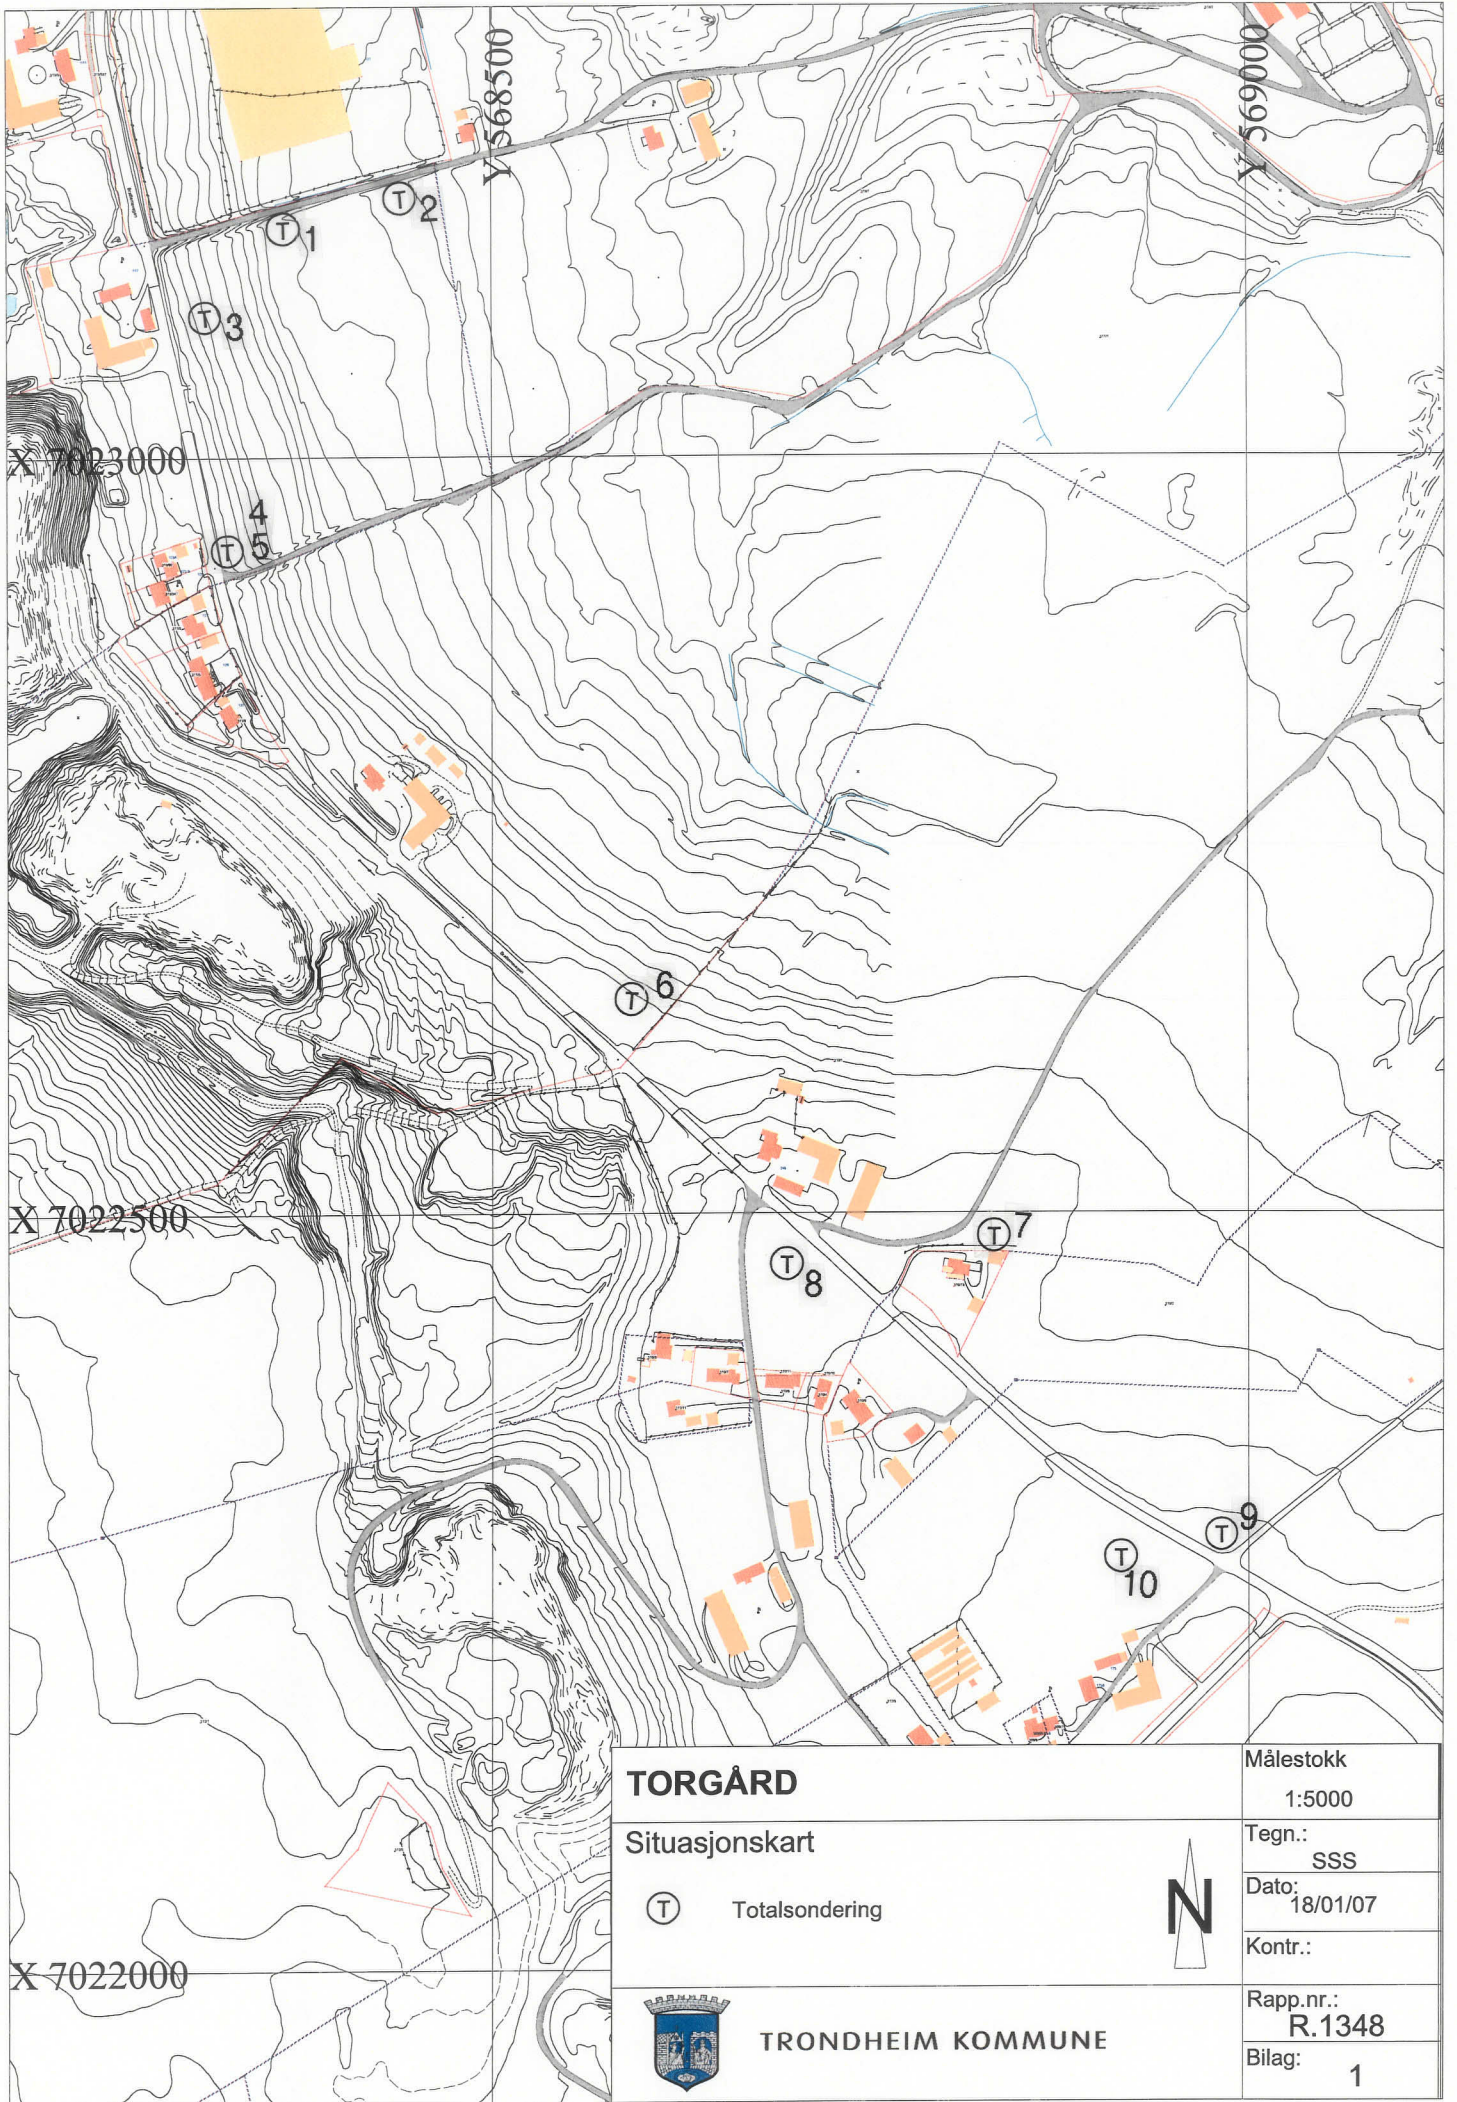 Y 568500
Y 569000
T 1
T 2
T 3
X 7023000
4
T 5
T 6
X 7022500
T 7
T 8
T 9
T 10
X 7022000
TORGÅRD
Målestokk
1:5000
Situasjonskart
T Totalsondering
N
Tegn.:
SSS
Dato:
18/01/07
Kontr.:
TRONDHEIM KOMMUNE
Rapp.nr.:
R.1348
Bilag:
1